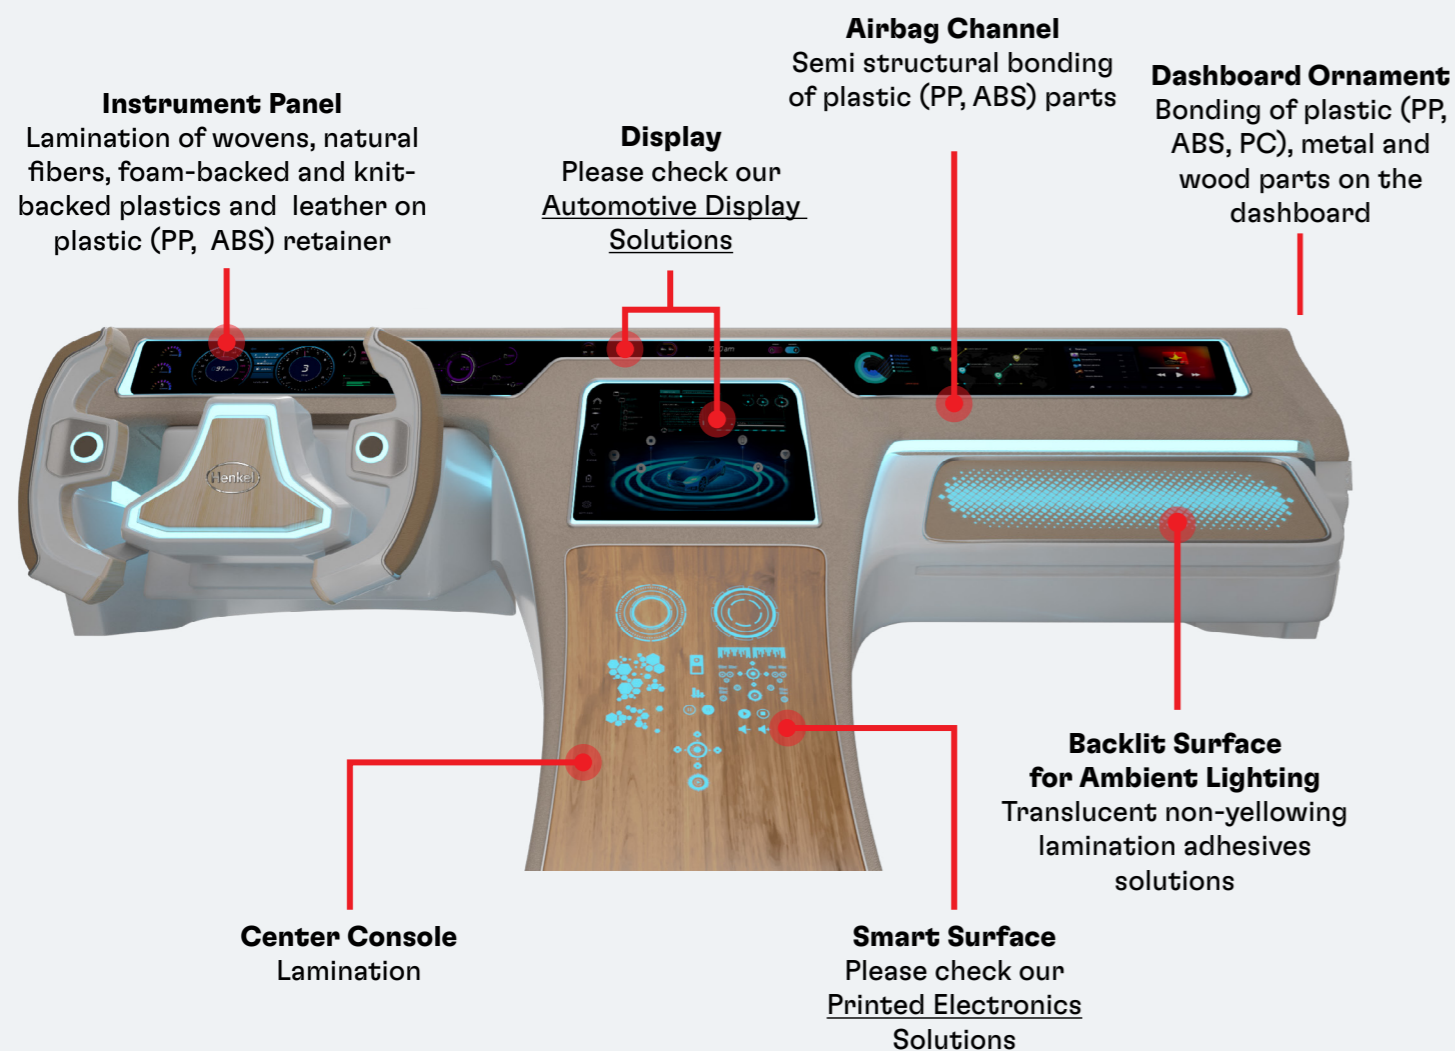 Airbag Channel
Semi structural bonding
of plastic (PP, ABS) parts
Dashboard Ornament
Bonding of plastic (PP,
ABS, PC), metal and
wood parts on the
dashboard
Instrument Panel
Lamination of wovens, natural
fibers, foam-backed and knit-
backed plastics and leather on
plastic (PP, ABS) retainer
Display
Please check our
Automotive Display
Solutions
Henkel
Backlit Surface
for Ambient Lighting
Translucent non-yellowing
lamination adhesives
solutions
Center Console
Lamination
Smart Surface
Please check our
Printed Electronics
Solutions